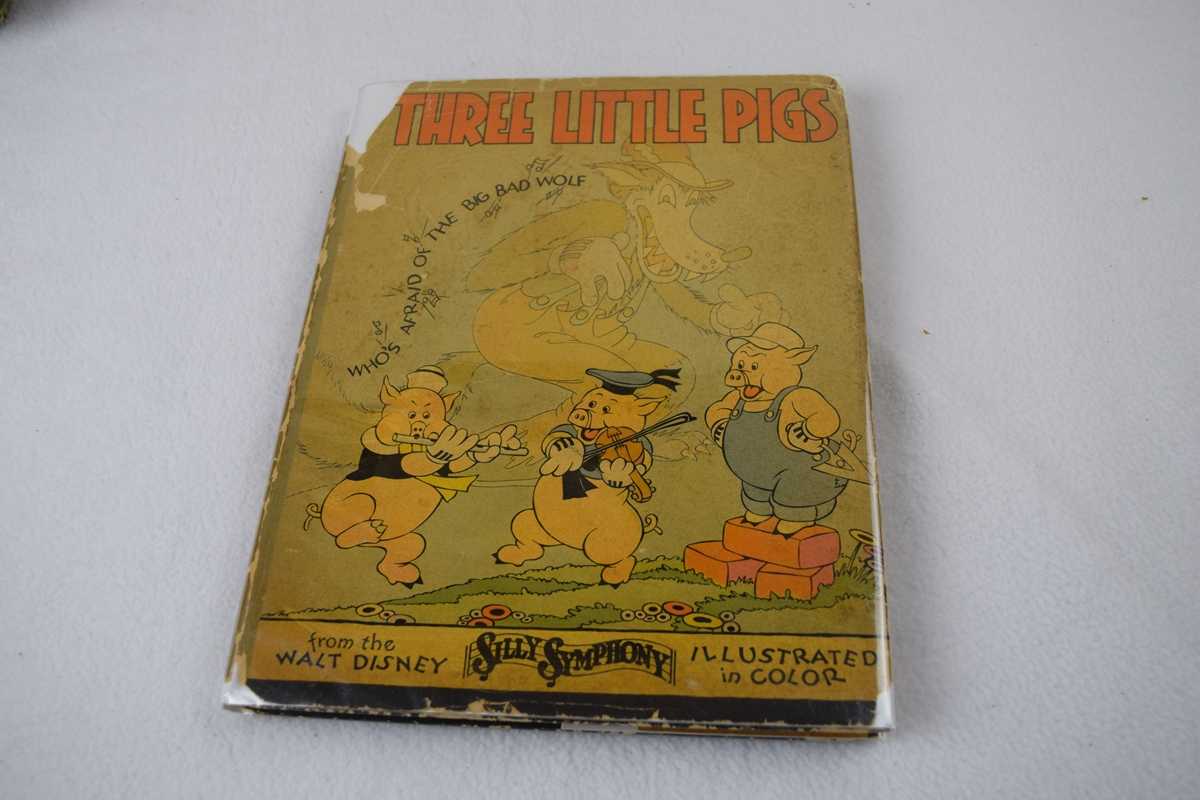 THREE LITTLE PIGS
WHO'S AFRAID OF THE BIG BAD WOLF
from the
WALT DISNEY
SILLY SYMPHONY
ILLUSTRATED
in COLOR